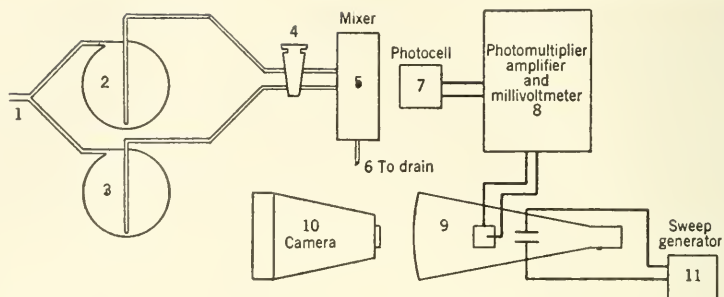 Mixer
4
Photocell
Photomultiplier
amplifier
and
millivoltmeter
8
2
1
5
7
3
6 To drain
10
Camera
9
Sweep
generator
11